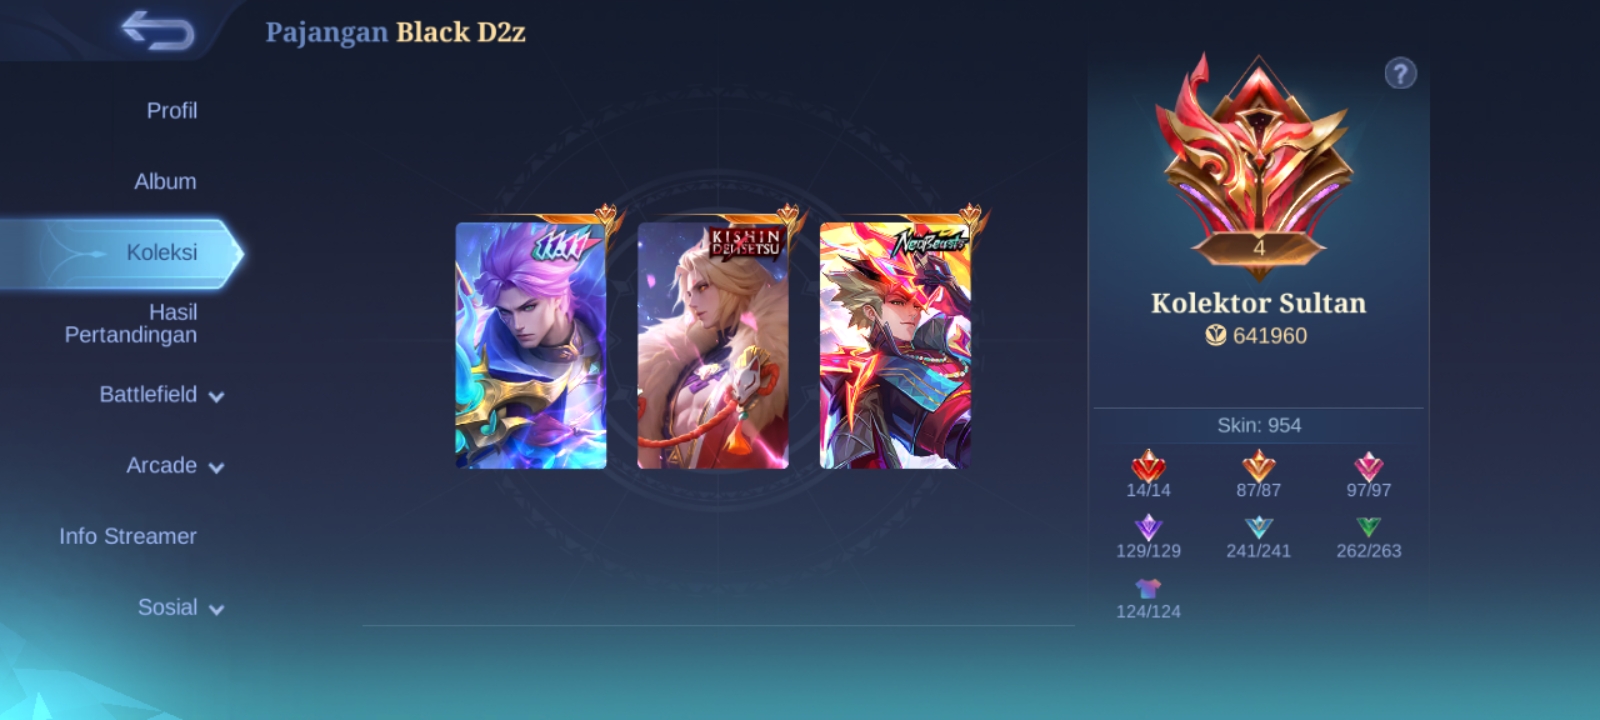 Pajangan Black D2z
Profil
Album
Koleksi
Hasil
Pertandingan
Battlefield
Arcade
Info Streamer
Sosial
11.11
KISHIN
DENSETSU
NeoBeasts
?
4
Kolektor Sultan
641960
Skin: 954
14/14
87/87
97/97
129/129
241/241
262/263
124/124